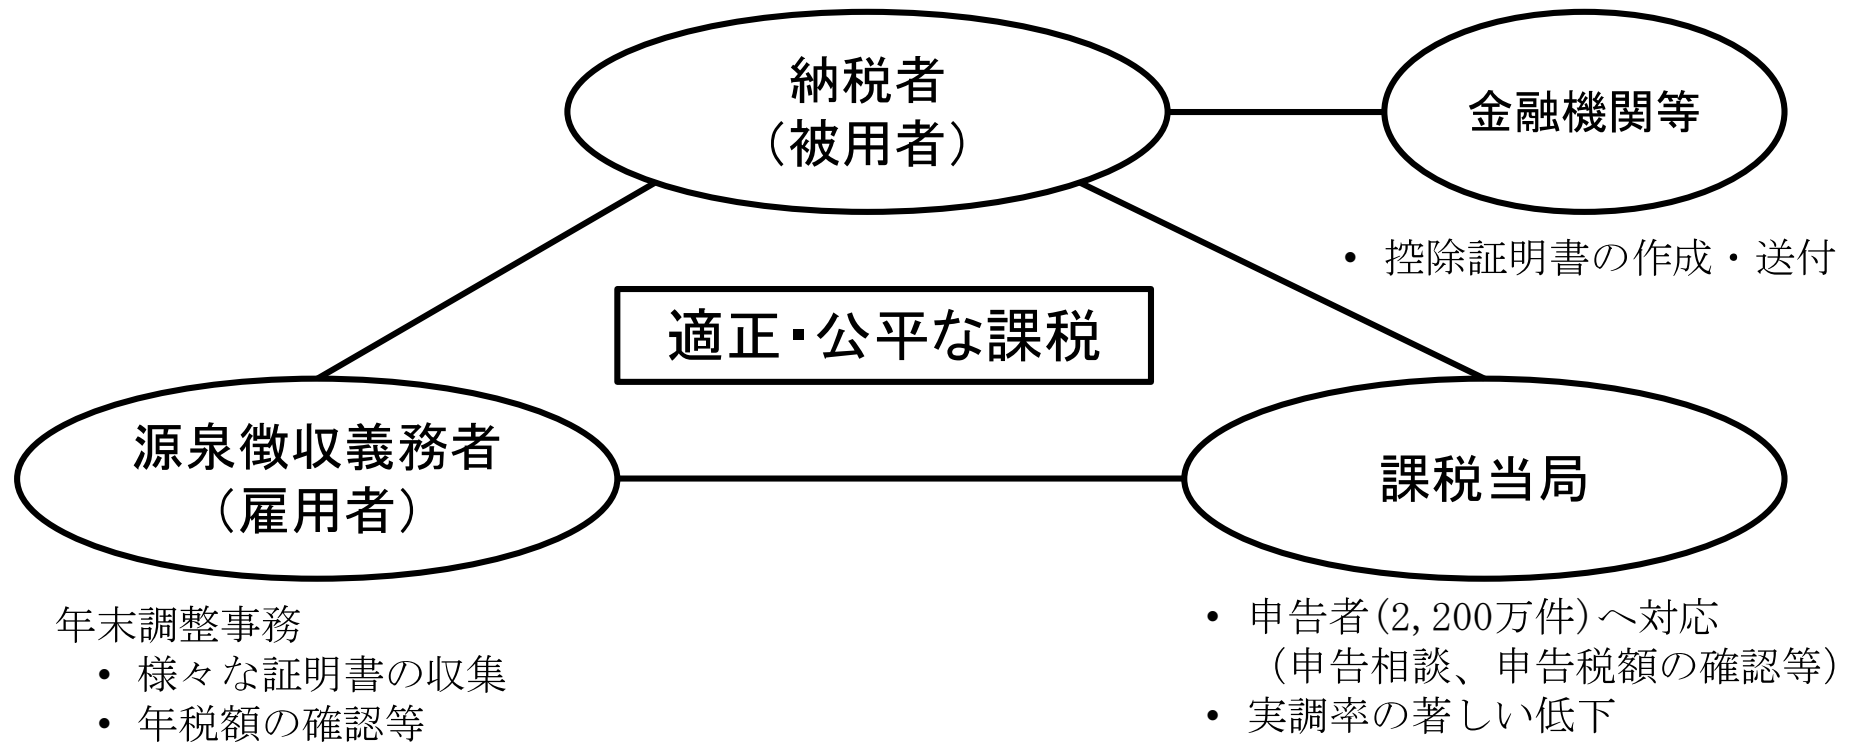 納税者
（被用者）
金融機関等
• 控除証明書の作成・送付
適正・公平な課税
源泉徴収義務者
（雇用者）
課税当局
年末調整事務
• 様々な証明書の収集
• 年税額の確認等
• 申告者(2,200万件)へ対応
（申告相談、申告税額の確認等）
• 実調率の著しい低下